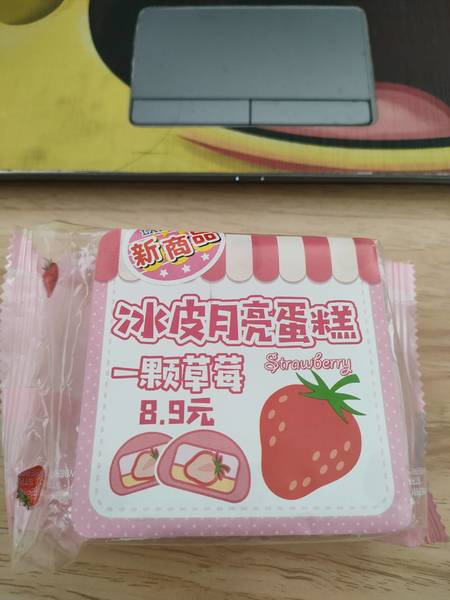 新商品
冰皮月亮蛋糕
一颗草莓
Strawberry
8.9元